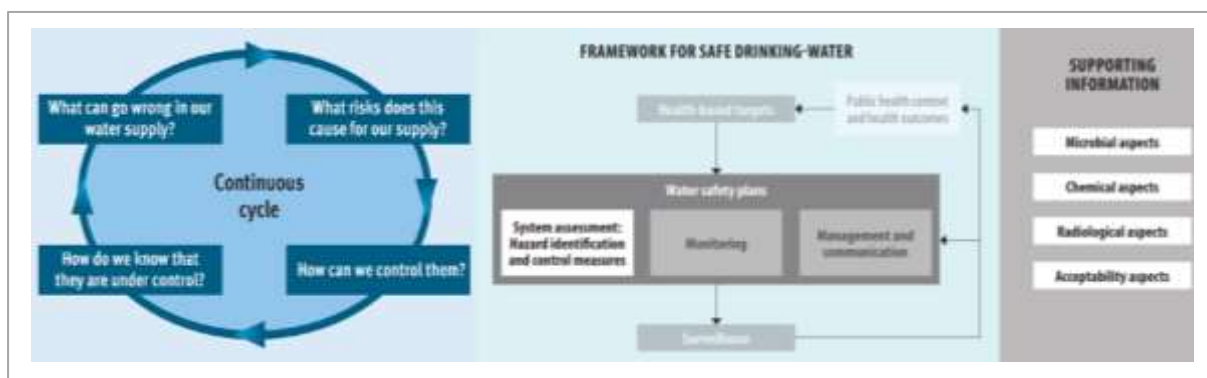 What can go wrong in our
water supply?
What risks does this
cause for our supply?
Continuous
cycle
How do we know that
they are under control?
How can we control them?
FRAMEWORK FOR SAFE DRINKING-WATER
Health based targets
Public health context
and health outcomes
Water safety plans
System assessment:
Hazard identification
and control measures
Monitoring
Management and
communication
Surveillance
SUPPORTING
INFORMATION
Microbial aspects
Chemical aspects
Radiological aspects
Acceptability aspects